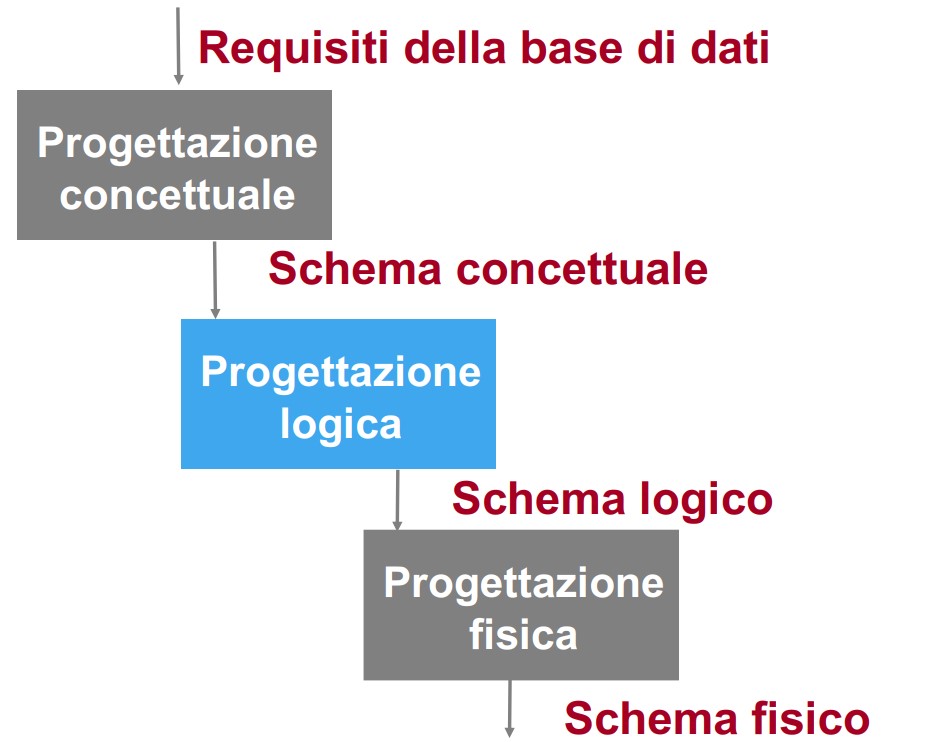 Requisiti della base di dati
Progettazione
concettuale
Schema concettuale
Progettazione
logica
Schema logico
Progettazione
fisica
Schema fisico